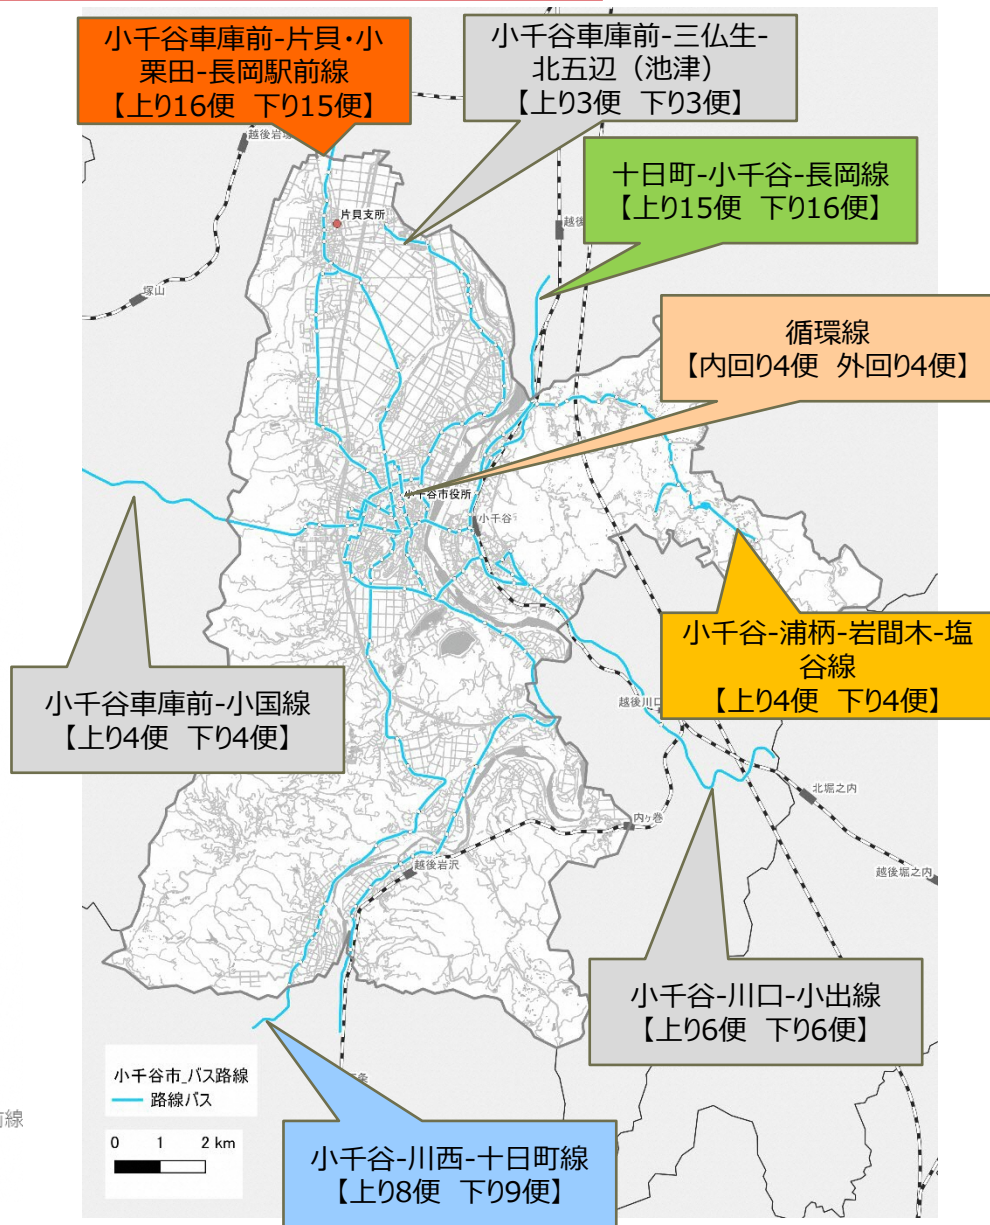 小千谷車庫前-片貝・小
栗田-長岡駅前線
【上り16便 下り15便】
小千谷車庫前-三仏生-
北五辺（池津）
【上り3便 下り3便】
十日町-小千谷-長岡線
【上り15便 下り16便】
片貝支所
塚山
循環線
【内回り4便 外回り4便】
小千谷市役所
小千谷
小千谷-浦柄-岩間木-塩
谷線
【上り4便 下り4便】
小千谷車庫前-小国線
【上り4便 下り4便】
越後川口
北堀之内
内ケ巻
越後岩沢
越後堀之内
小千谷-川口-小出線
【上り6便 下り6便】
小千谷市_バス路線
路線バス
0 1 2 km
小千谷-川西-十日町線
【上り8便 下り9便】